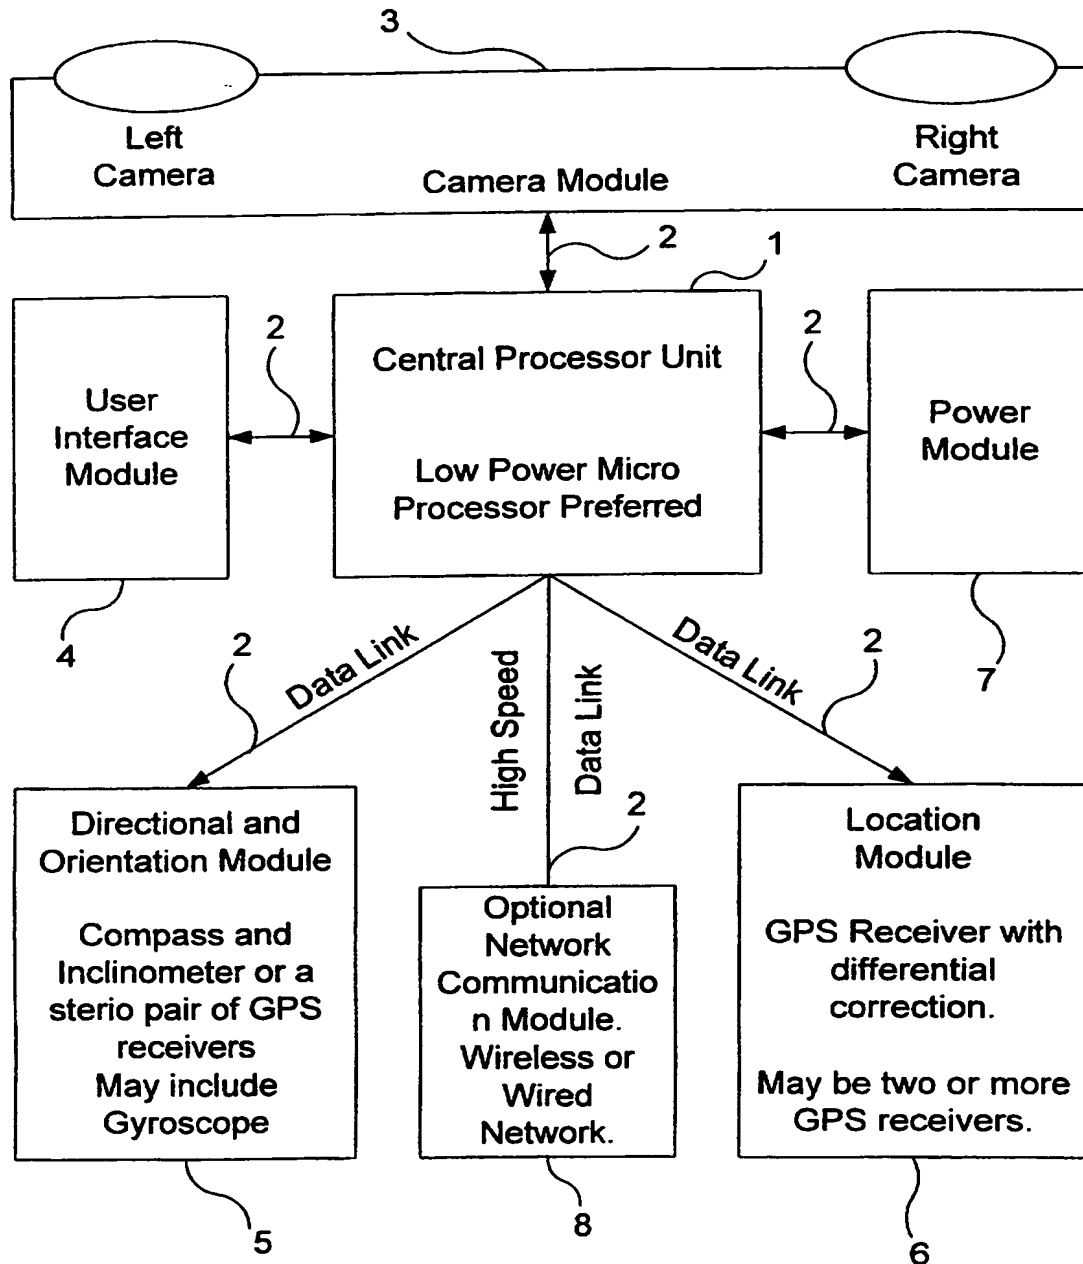 3
Left
Camera
Right
Camera
Camera Module
2
1
2
2
User
Interface
Module
Central Processor Unit
Low Power Micro
Processor Preferred
Power
Module
4
7
2
Data Link
High Speed
Data Link
Data Link
2
2
Directional and
Orientation Module
Compass and
Inclinometer or a
sterio pair of GPS
receivers
May include
Gyroscope
Optional
Network
Communicatio
n Module.
Wireless or
Wired
Network.
Location
Module
GPS Receiver with
differential
correction.
May be two or more
GPS receivers.
5
8
6